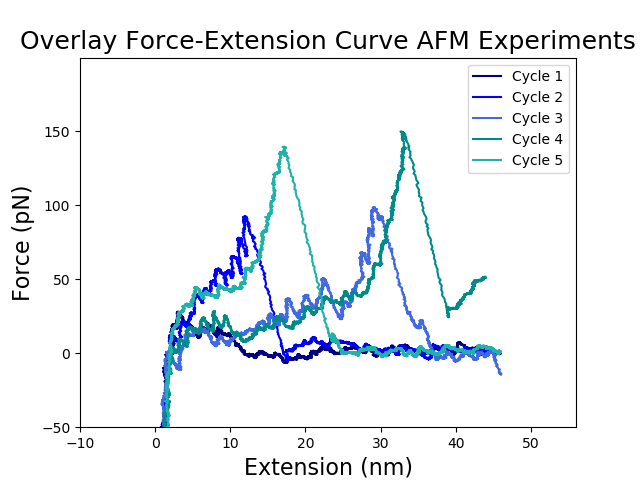 Overlay Force-Extension Curve AFM Experiments
Cycle 1
Cycle 2
Cycle 3
Cycle 4
Cycle 5
150
100
50
0
−50
Force (pN)
−10
0
10
20
30
40
50
Extension (nm)